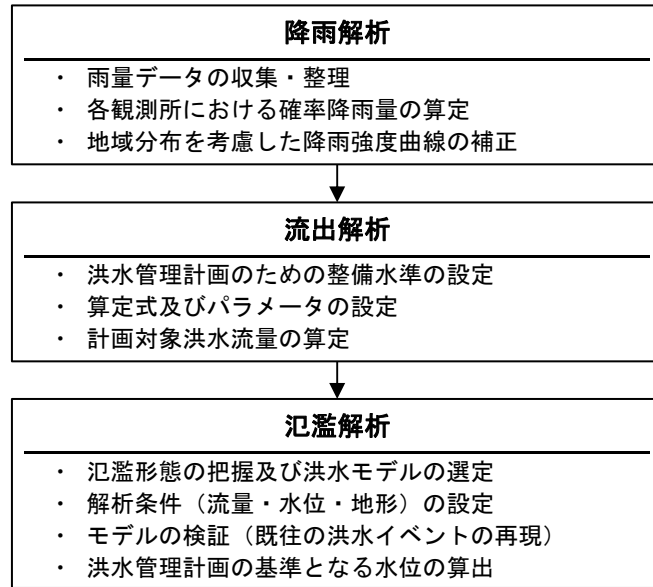 降雨解析
・ 雨量データの収集・整理
・ 各観測所における確率降雨量の算定
・ 地域分布を考慮した降雨強度曲線の補正
流出解析
・ 洪水管理計画のための整備水準の設定
・ 算定式及びパラメータの設定
・ 計画対象洪水流量の算定
氾濫解析
・ 氾濫形態の把握及び洪水モデルの選定
・ 解析条件（流量・水位・地形）の設定
・ モデルの検証（既往の洪水イベントの再現）
・ 洪水管理計画の基準となる水位の算出